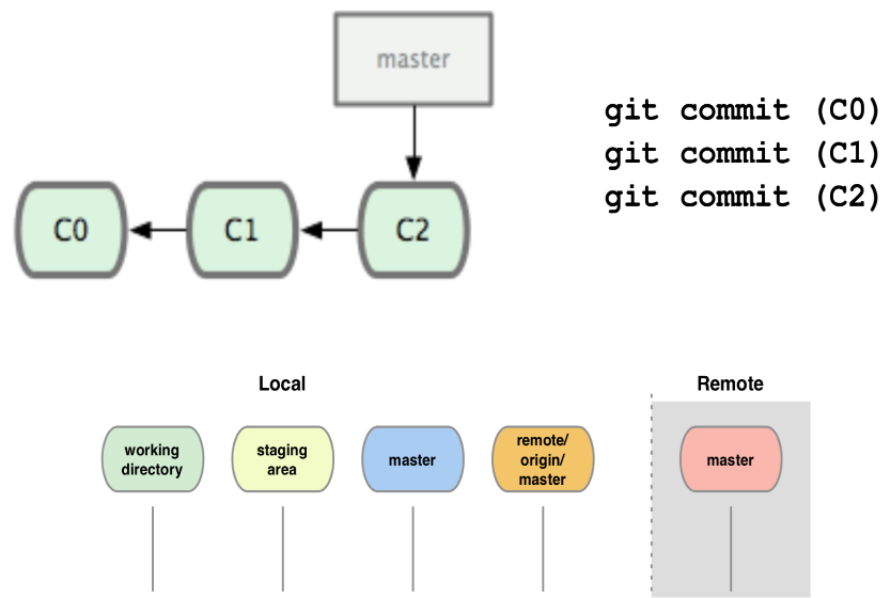 master
git commit (C0)
git commit (C1)
git commit (C2)
C0
C1
C2
Local
Remote
working
directory
staging
area
master
remote/
origin/
master
master